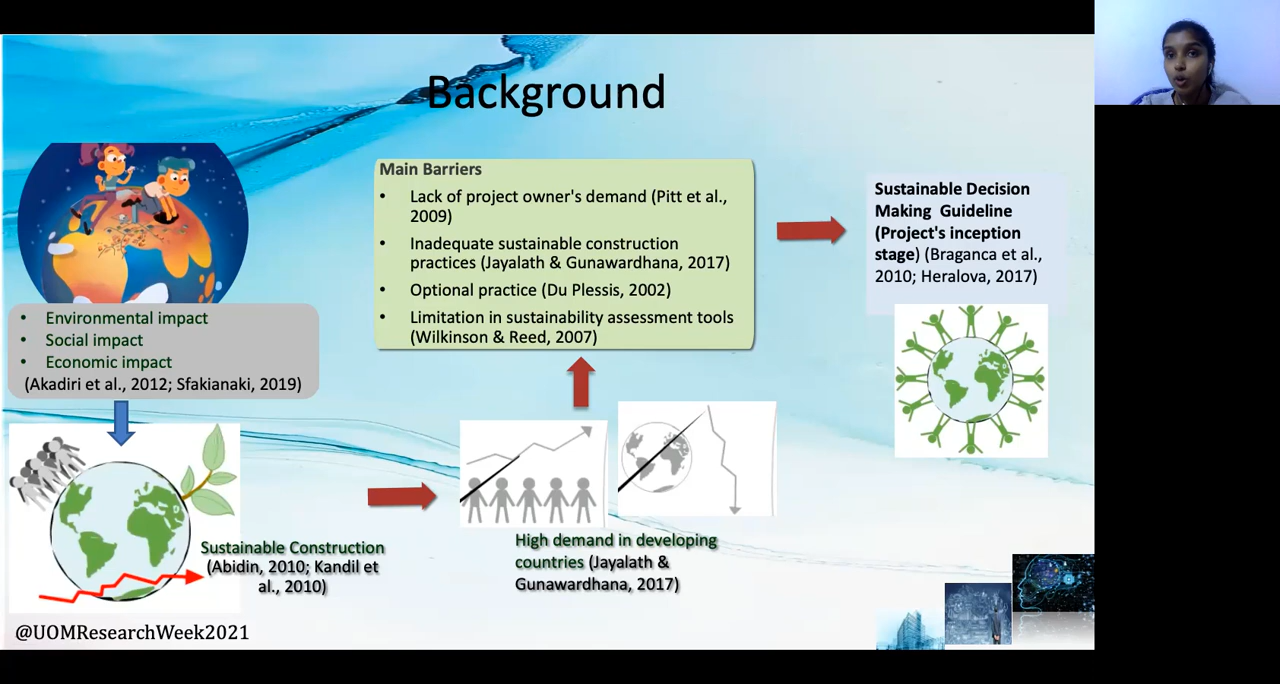 Background
• Environmental impact
• Social impact
• Economic impact
(Akadiri et al., 2012; Sfakianaki, 2019)
Sustainable Construction
(Abidin, 2010; Kandil et
al., 2010)
High demand in developing
countries (Jayalath &
Gunawardhana, 2017)
Main Barriers
• Lack of project owner's demand (Pitt et al.,
2009)
• Inadequate sustainable construction
practices (Jayalath & Gunawardhana, 2017)
• Optional practice (Du Plessis, 2002)
• Limitation in sustainability assessment tools
(Wilkinson & Reed, 2007)
Sustainable Decision
Making Guideline
(Project's inception
stage) (Braganca et al.,
2010; Heralova, 2017)
@UOMResearchWeek2021